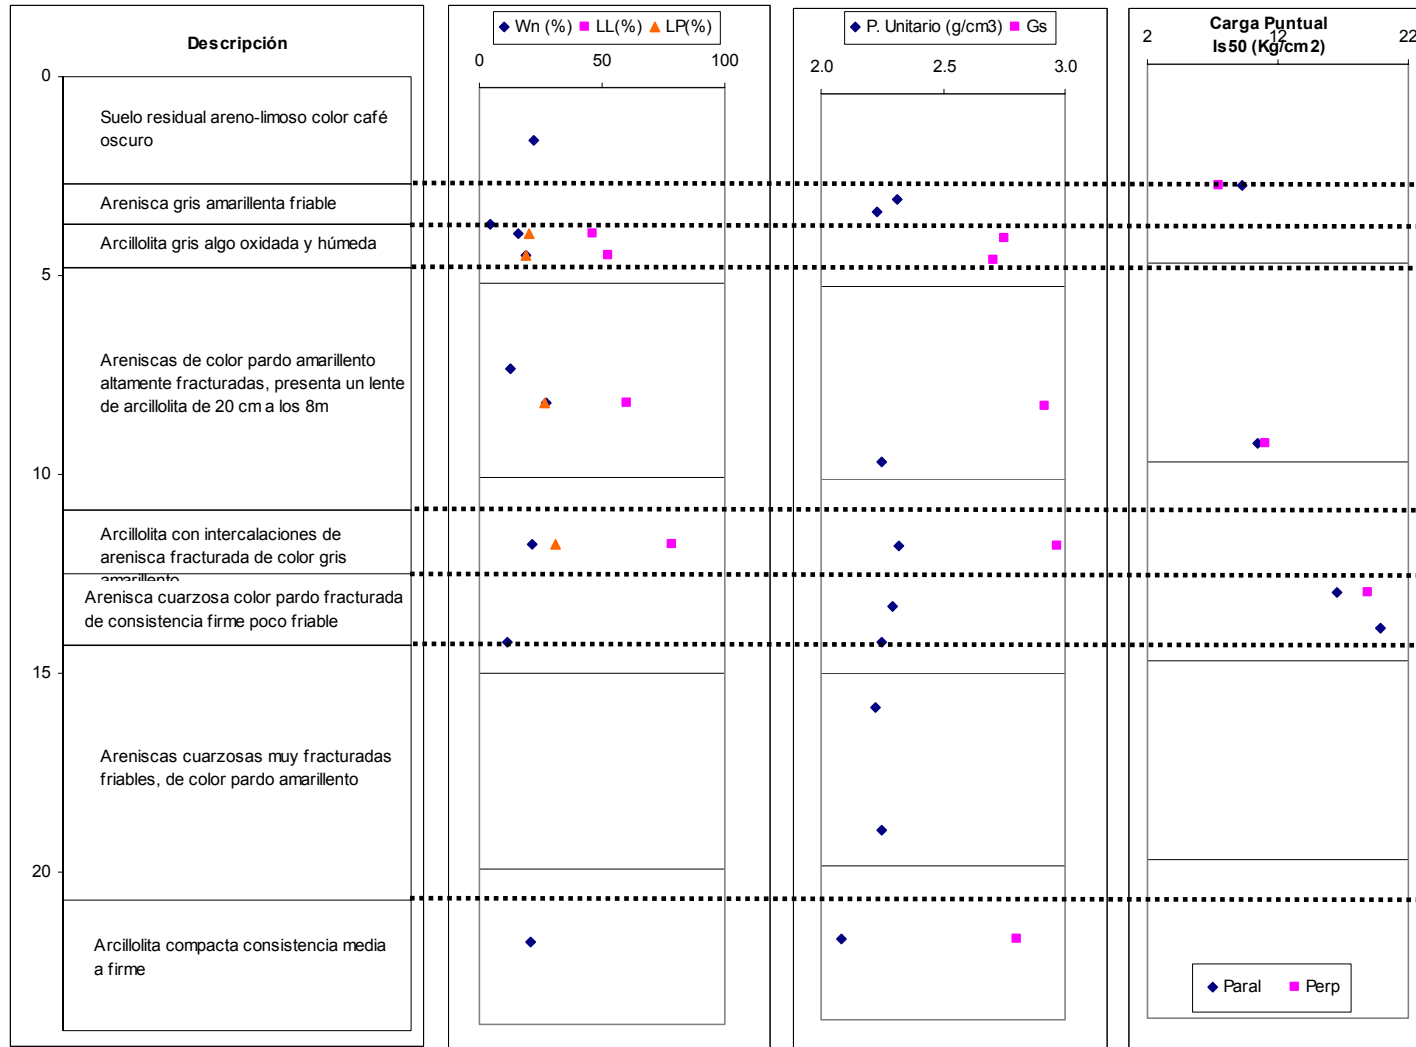 Descripción
0
Suelo residual areno-limoso color café
oscuro
Arenisca gris amarillenta friable
Arcillolita gris algo oxidada y húmeda
5
Areniscas de color pardo amarillento
altamente fracturadas, presenta un lente
de arcillolita de 20 cm a los 8m
10
Arcillolita con intercalaciones de
arenisca fracturada de color gris
amarillento
Arenisca cuarzosa color pardo fracturada
de consistencia firme poco friable
15
Areniscas cuarzosas muy fracturadas
friables, de color pardo amarillento
20
Arcillolita compacta consistencia media
a firme
Wn (%) LL(%) LP(%)
0 50 100
P. Unitario (g/cm3) Gs
2.0 2.5 3.0
Carga Puntual
Is50 (Kg/cm2)
2 12 22
Paral Perp